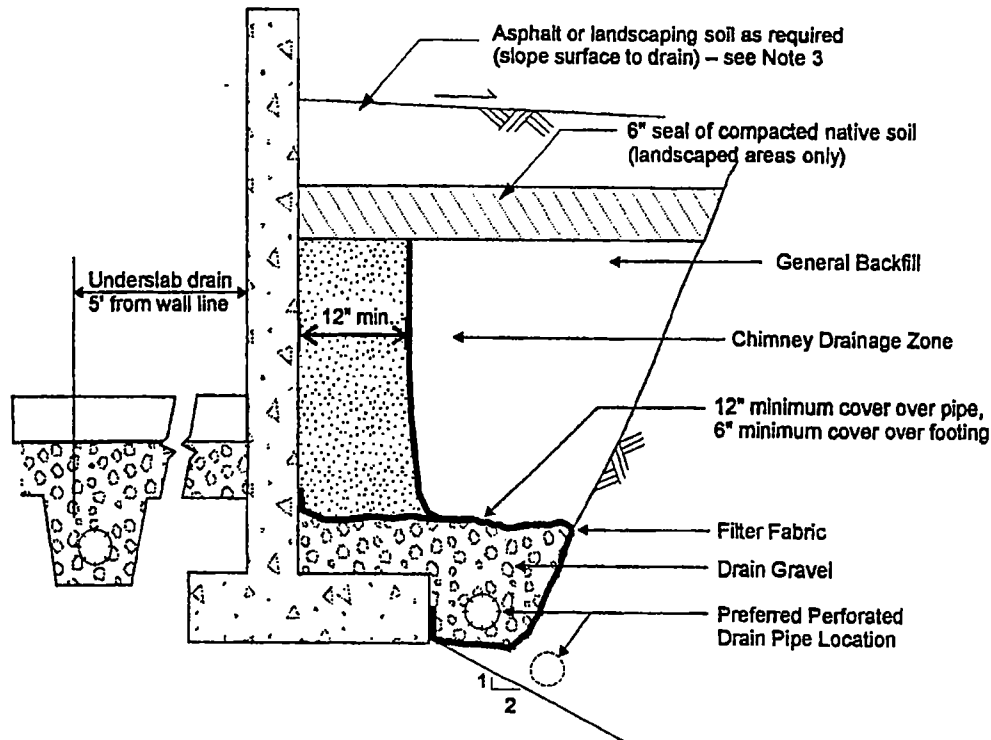 Asphalt or landscaping soil as required
(slope surface to drain) – see Note 3
6" seal of compacted native soil
(landscaped areas only)
General Backfill
Underslab drain
5' from wall line
12" min.
Chimney Drainage Zone
12" minimum cover over pipe,
6" minimum cover over footing
Filter Fabric
Drain Gravel
Preferred Perforated
Drain Pipe Location
1
2